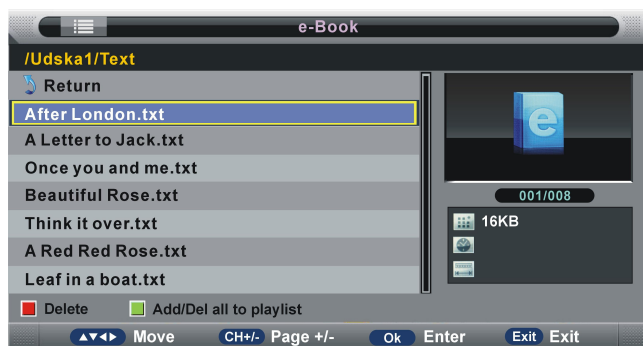 e-Book
/Udska1/Text
Return
After London.txt
A Letter to Jack.txt
Once you and me.txt
Beautiful Rose.txt
Think it over.txt
A Red Red Rose.txt
Leaf in a boat.txt
e
001/008
16KB
Delete Add/Del all to playlist
Move CH+/- Page +/- Ok Enter Exit Exit